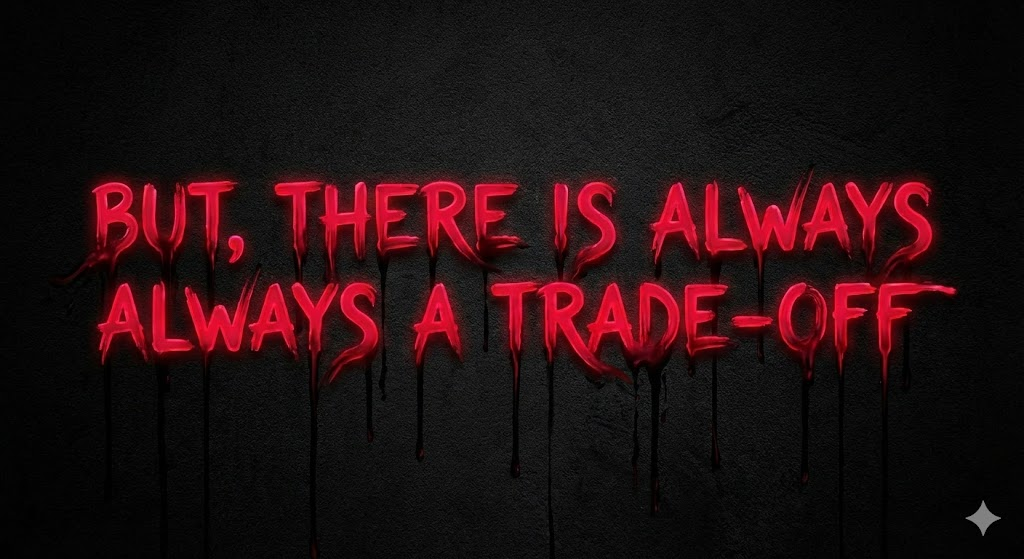 BUT, THERE IS ALWAYS
ALWAYS A TRADE-OFF